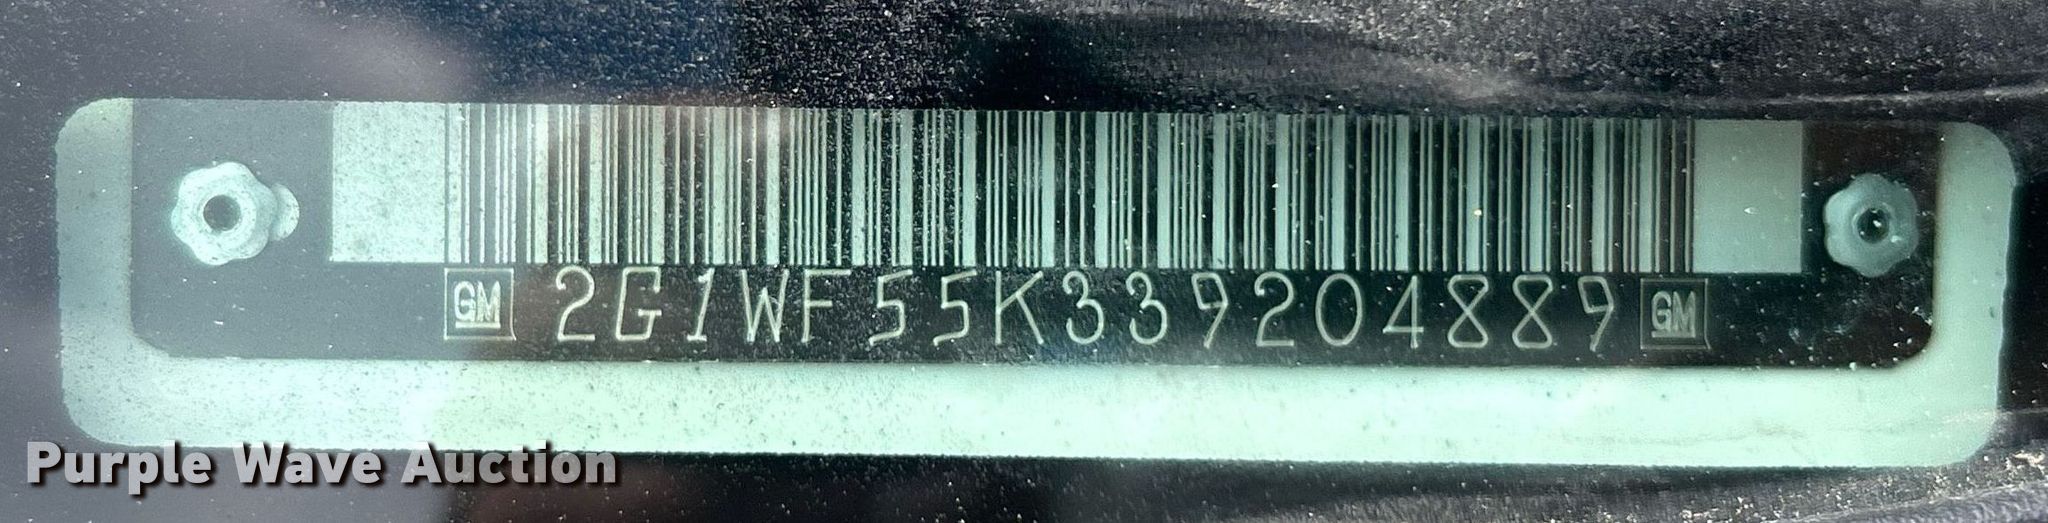 GM 2G1WF55K339204889 GM
Purple Wave Auction